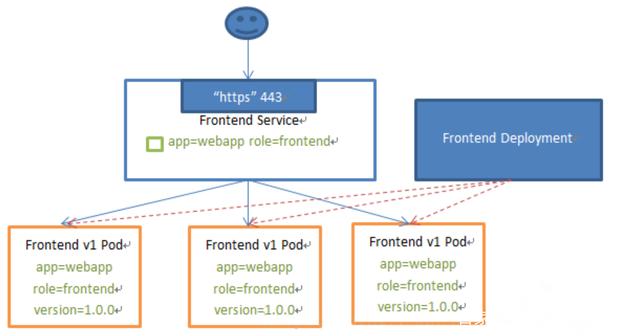 “https” 443
Frontend Service
app=webapp role=frontend
Frontend Deployment
Frontend v1 Pod
app=webapp
role=frontend
version=1.0.0
Frontend v1 Pod
app=webapp
role=frontend
version=1.0.0
Frontend v1 Pod
app=webapp
role=frontend
version=1.0.0